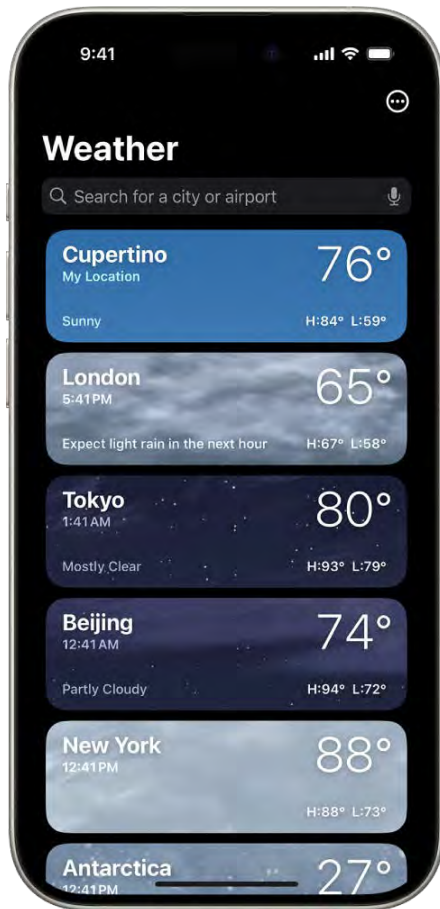 9:41
Weather
Search for a city or airport
Cupertino
My Location
76°
Sunny
H:84° L:59°
London
5:41PM
65°
Expect light rain in the next hour
H:67° L:58°
Tokyo
1:41AM
80°
Mostly Clear
H:93° L:79°
Beijing
12:41AM
74°
Partly Cloudy
H:94° L:72°
New York
12:41PM
88°
H:88° L:73°
Antarctica
12:41PM
27°